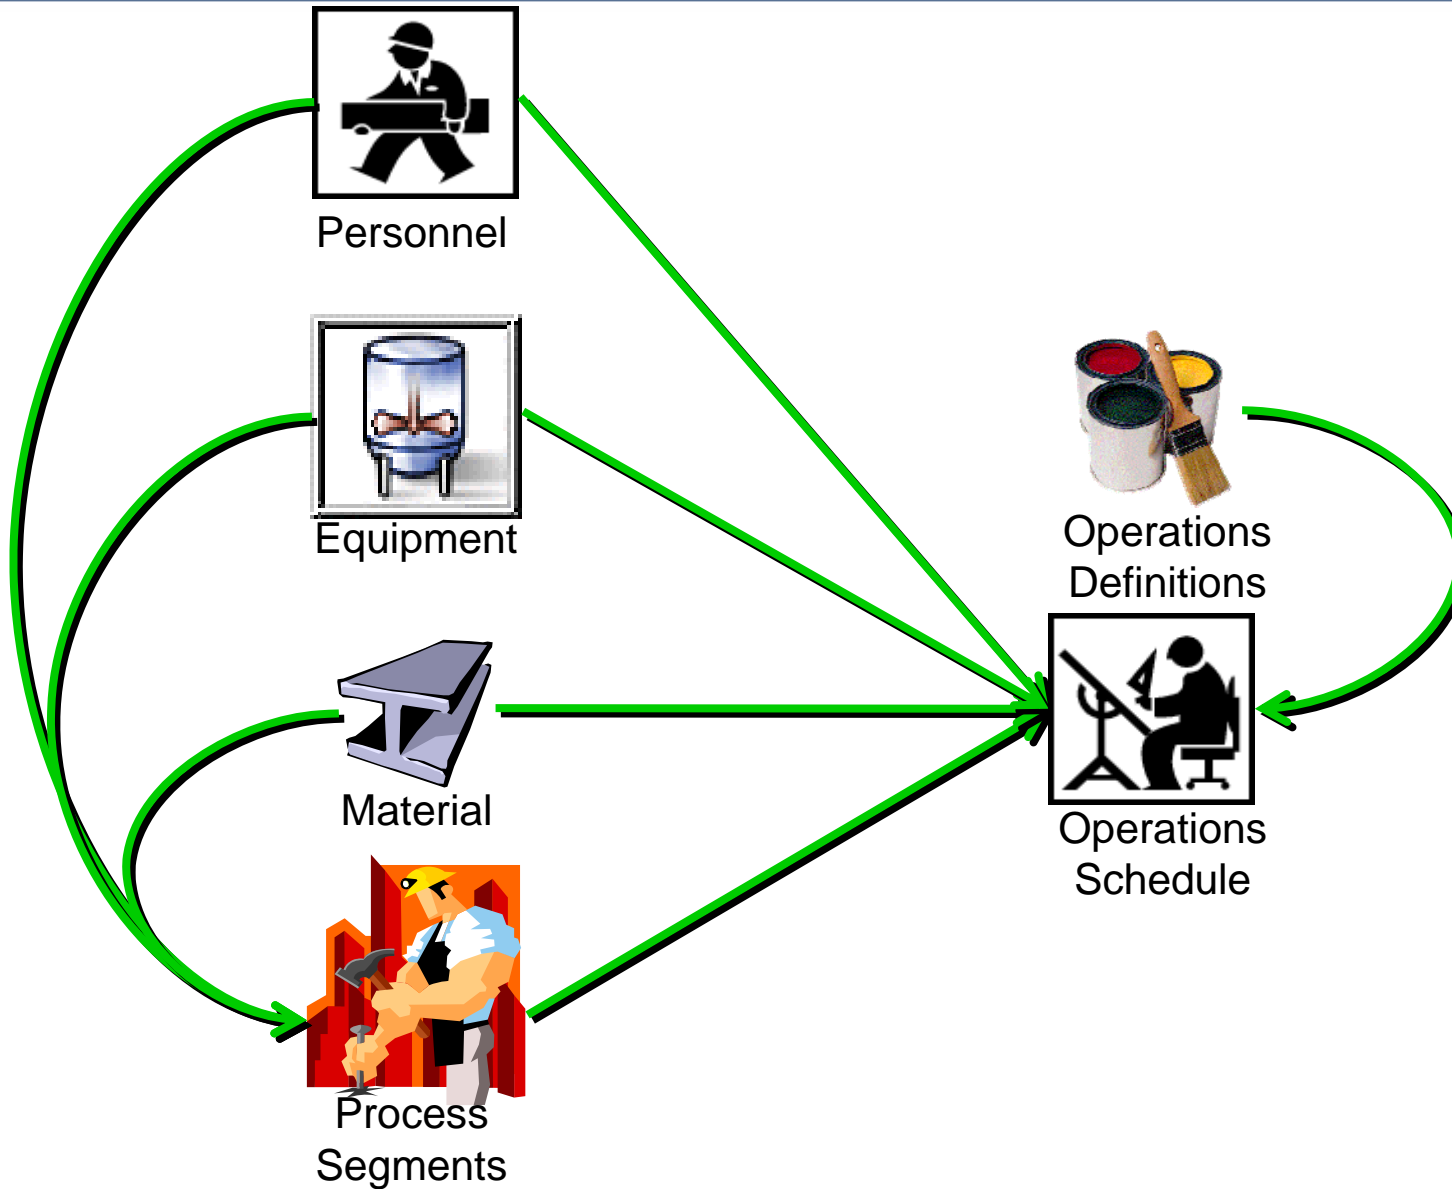 Personnel
Equipment
Material
Process
Segments
Operations
Definitions
Operations
Schedule